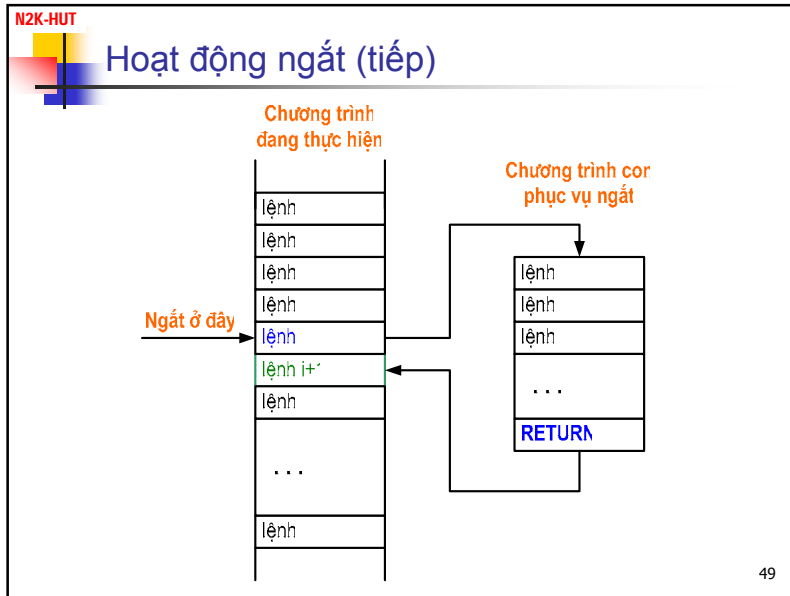 N2K-HUT
Hoạt động ngắt (tiếp)
Chương trình
đang thực hiện
lệnh
lệnh
lệnh
lệnh
lệnh
lệnh i+1
lệnh
. . .
lệnh
Ngắt ở đây
Chương trình con
phục vụ ngắt
lệnh
lệnh
lệnh
. . .
RETURN
49